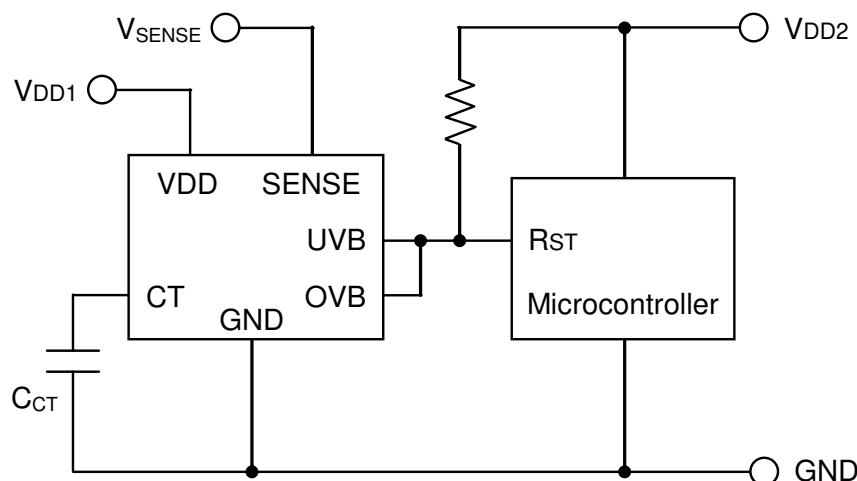 VSENSE
VDD2
VDD1
VDD SENSE
UVB
RST
CT
OVB
Microcontroller
GND
CCT
GND